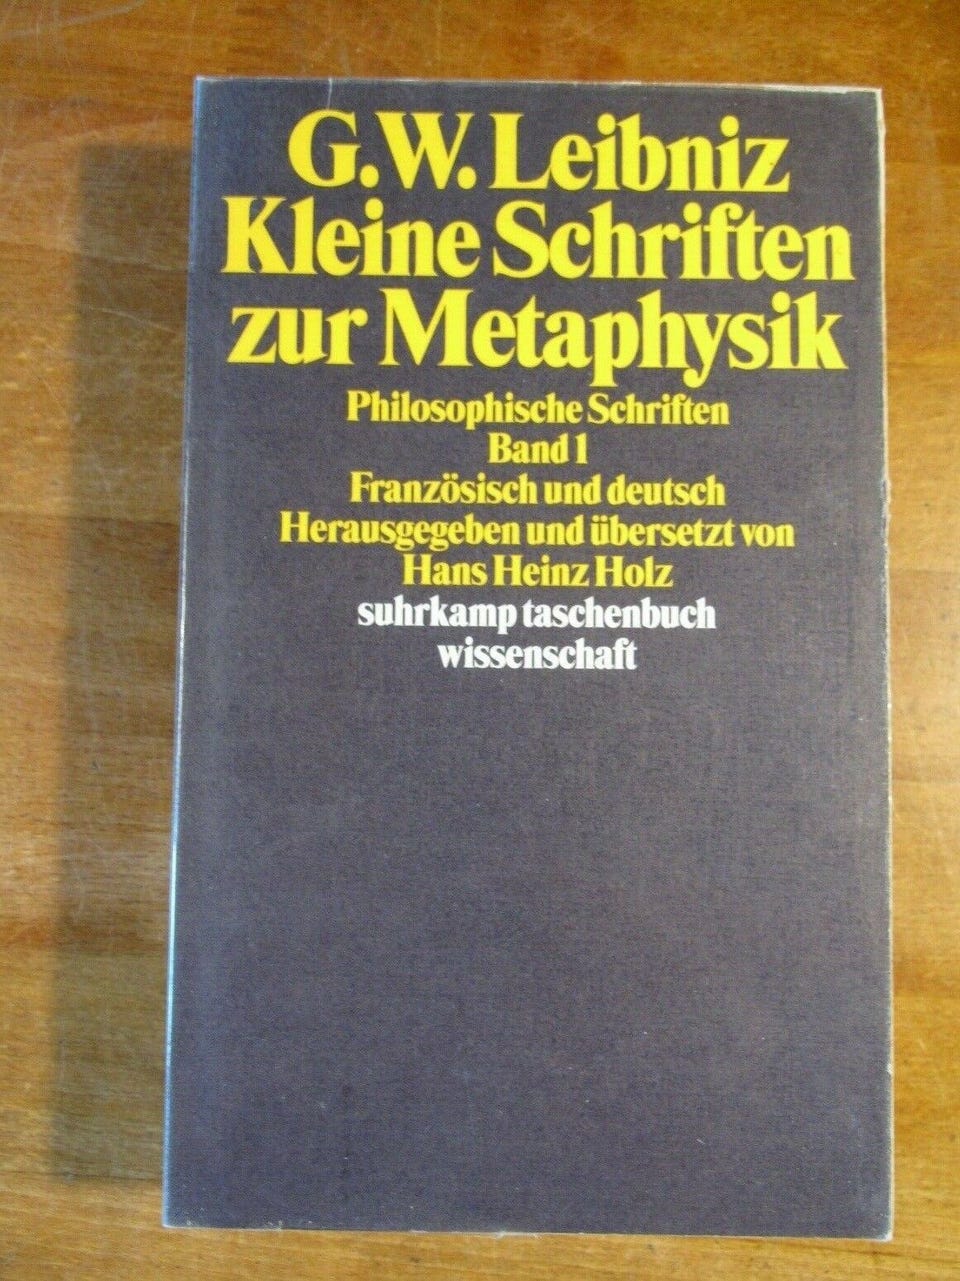 G.W. Leibniz
Kleine Schriften
zur Metaphysik
Philosophische Schriften
Band 1
Französisch und deutsch
Herausgegeben und übersetzt von
Hans Heinz Holz
suhrkamp taschenbuch
wissenschaft